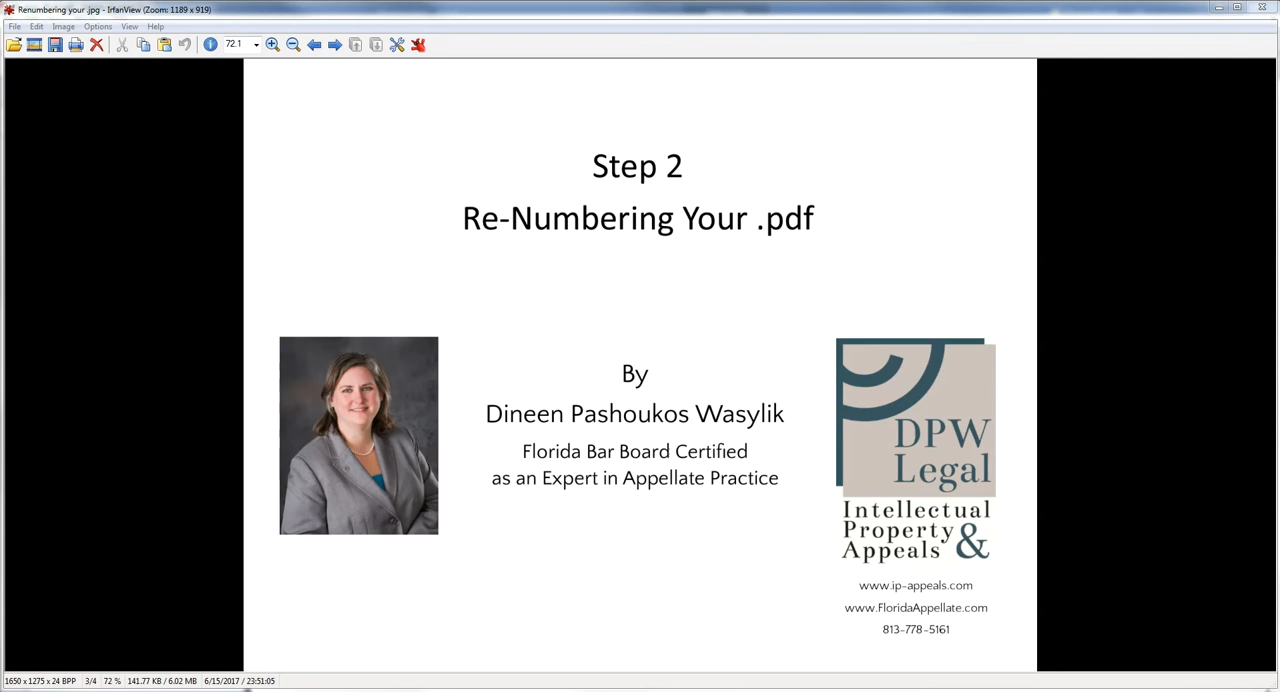 Renumbering your .jpg - IrfanView (Zoom: 1189 x 919)
File Edit Image Options View Help
72.1
Step 2
Re-Numbering Your .pdf
By
Dineen Pashoukos Wasylik
Florida Bar Board Certified
as an Expert in Appellate Practice
DPW
Legal
Intellectual
Property &
Appeals
www.ip-appeals.com
www.FloridaAppellate.com
813-778-5161
1650 x 1275 x 24 BPP 3/4 72 % 141.77 KB / 6.02 MB 6/15/2017 / 23:51:05